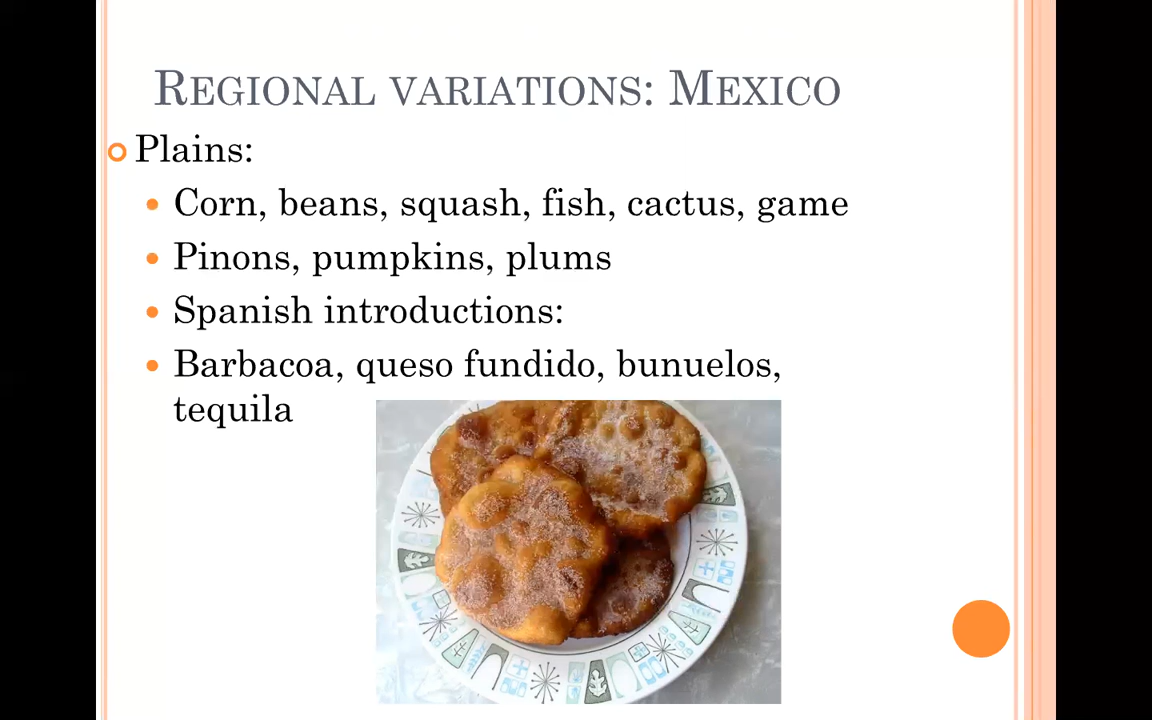 REGIONAL VARIATIONS: MEXICO
Plains:
Corn, beans, squash, fish, cactus, game
Pinons, pumpkins, plums
Spanish introductions:
Barbacoa, queso fundido, bunuelos,
tequila